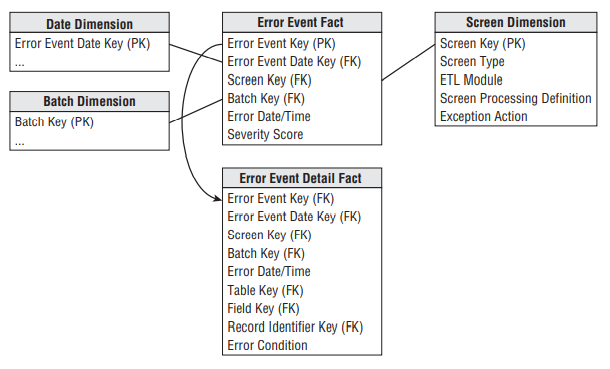 Date Dimension
Error Event Date Key (PK)
...
Batch Dimension
Batch Key (PK)
...
Error Event Fact
Error Event Key (PK)
Error Event Date Key (FK)
Screen Key (FK)
Batch Key (FK)
Error Date/Time
Severity Score
Screen Dimension
Screen Key (PK)
Screen Type
ETL Module
Screen Processing Definition
Exception Action
Error Event Detail Fact
Error Event Key (FK)
Error Event Date Key (FK)
Screen Key (FK)
Batch Key (FK)
Error Date/Time
Table Key (FK)
Field Key (FK)
Record Identifier Key (FK)
Error Condition